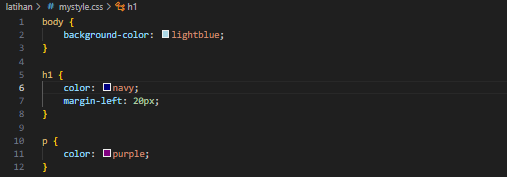 latihan > # mystyle.css > h1
1 body {
2     background-color: lightblue;
3 }
4
5 h1 {
6     color: navy;
7     margin-left: 20px;
8 }
9
10 p {
11     color: purple;
12 }